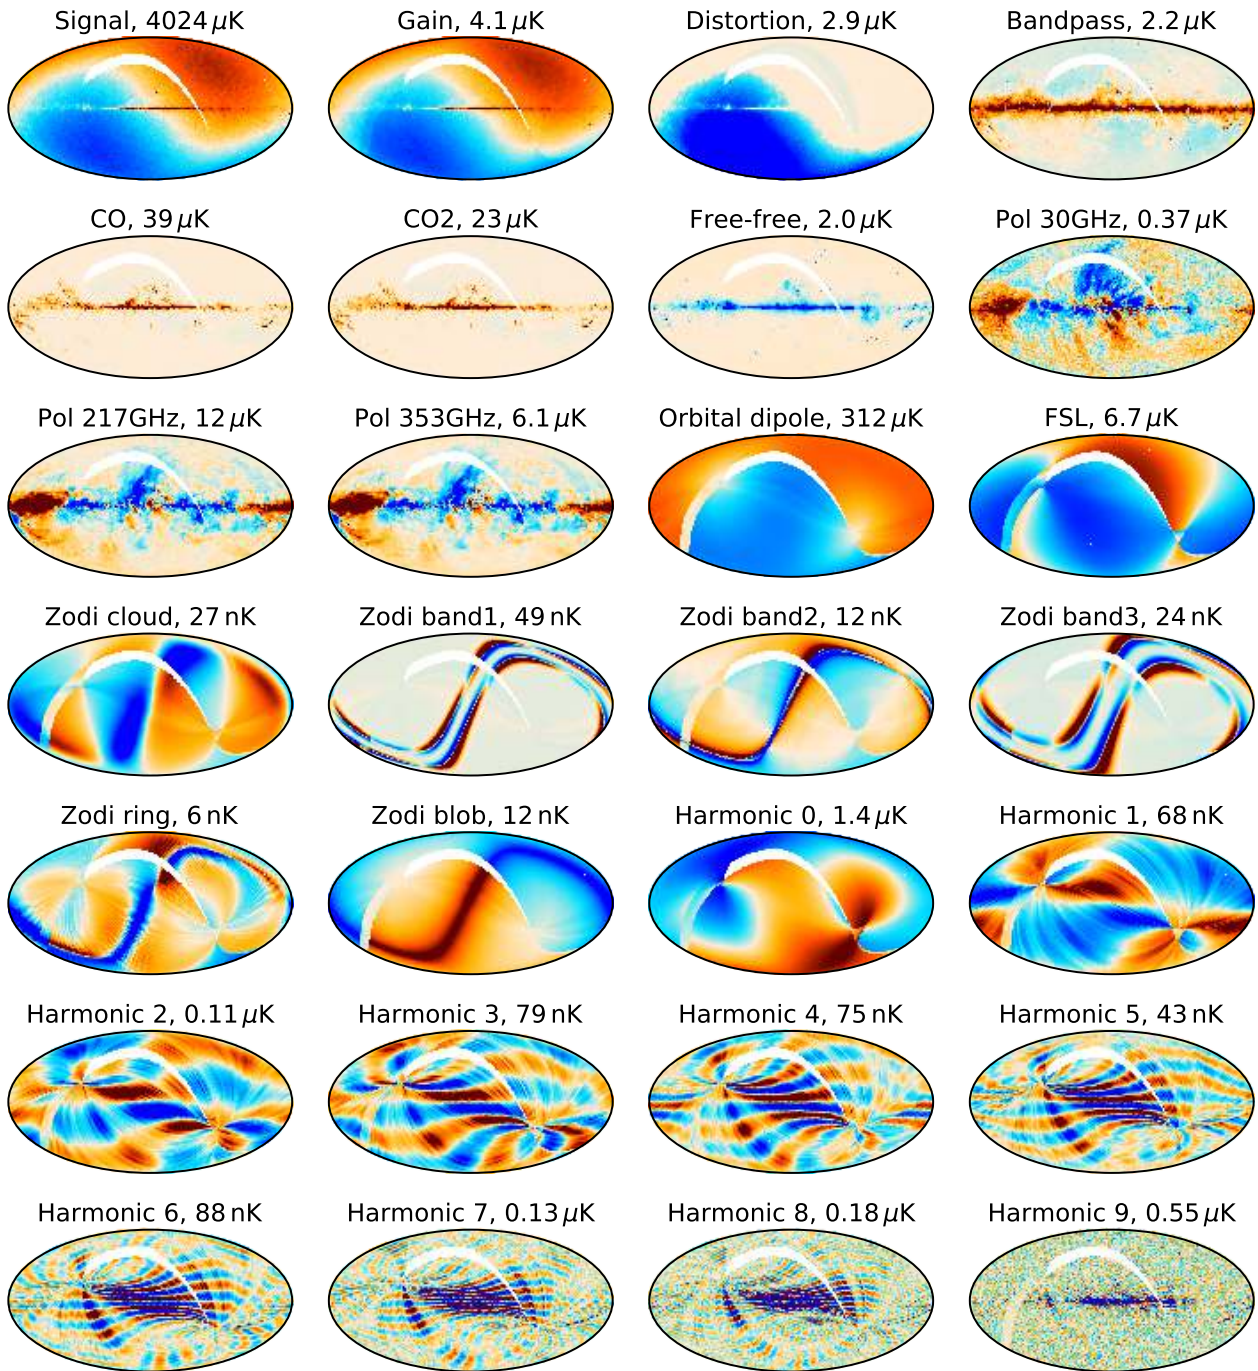 Signal, 4024 μK
Gain, 4.1 μK
Distortion, 2.9 μK
Bandpass, 2.2 μK
CO, 39 μK
CO2, 23 μK
Free-free, 2.0 μK
Pol 30GHz, 0.37 μK
Pol 217GHz, 12 μK
Pol 353GHz, 6.1 μK
Orbital dipole, 312 μK
FSL, 6.7 μK
Zodi cloud, 27 nK
Zodi band1, 49 nK
Zodi band2, 12 nK
Zodi band3, 24 nK
Zodi ring, 6 nK
Zodi blob, 12 nK
Harmonic 0, 1.4 μK
Harmonic 1, 68 nK
Harmonic 2, 0.11 μK
Harmonic 3, 79 nK
Harmonic 4, 75 nK
Harmonic 5, 43 nK
Harmonic 6, 88 nK
Harmonic 7, 0.13 μK
Harmonic 8, 0.18 μK
Harmonic 9, 0.55 μK